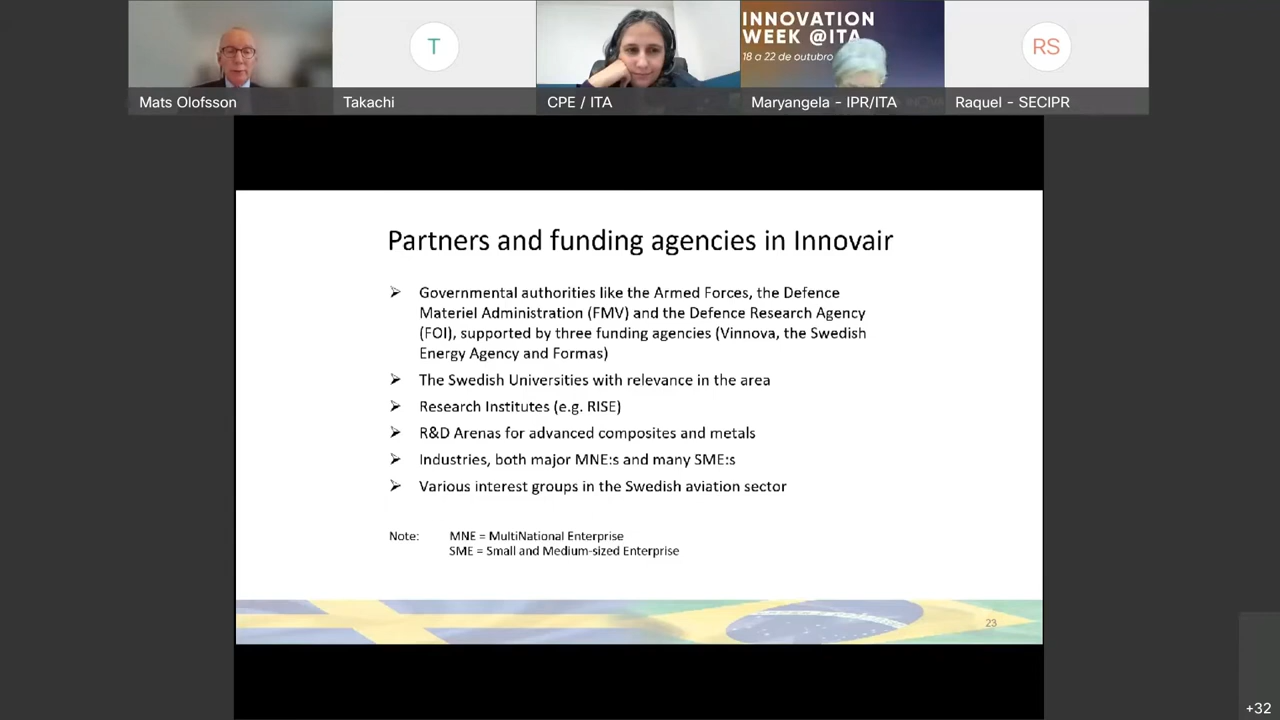 INNOVATION
WEEK @ITA
18 a 22 de outubro
T
RS
Mats Olofsson
Takachi
CPE / ITA
Maryangela - IPR/ITA
Raquel - SECIPR
Partners and funding agencies in Innovair
➢ Governmental authorities like the Armed Forces, the Defence
Materiel Administration (FMV) and the Defence Research Agency
(FOI), supported by three funding agencies (Vinnova, the Swedish
Energy Agency and Formas)
➢ The Swedish Universities with relevance in the area
➢ Research Institutes (e.g. RISE)
➢ R&D Arenas for advanced composites and metals
➢ Industries, both major MNE:s and many SME:s
➢ Various interest groups in the Swedish aviation sector
Note: MNE = MultiNational Enterprise
SME = Small and Medium-sized Enterprise
23
+32